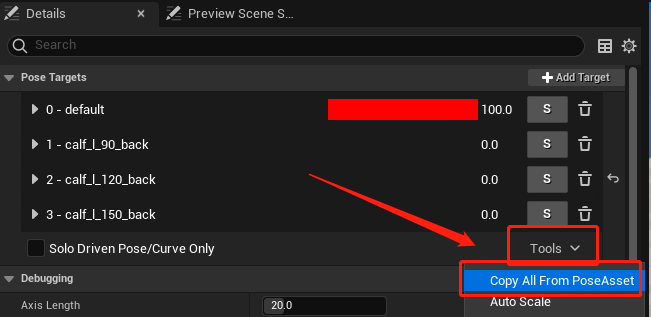 Details
Preview Scene S...
Search
Pose Targets
Add Target
0 - default 100.0 S
1 - calf_l_90_back 0.0 S
2 - calf_l_120_back 0.0 S
3 - calf_l_150_back 0.0 S
Solo Driven Pose/Curve Only Tools
Copy All From PoseAsset
Debugging
Auto Scale
Axis Length 20.0